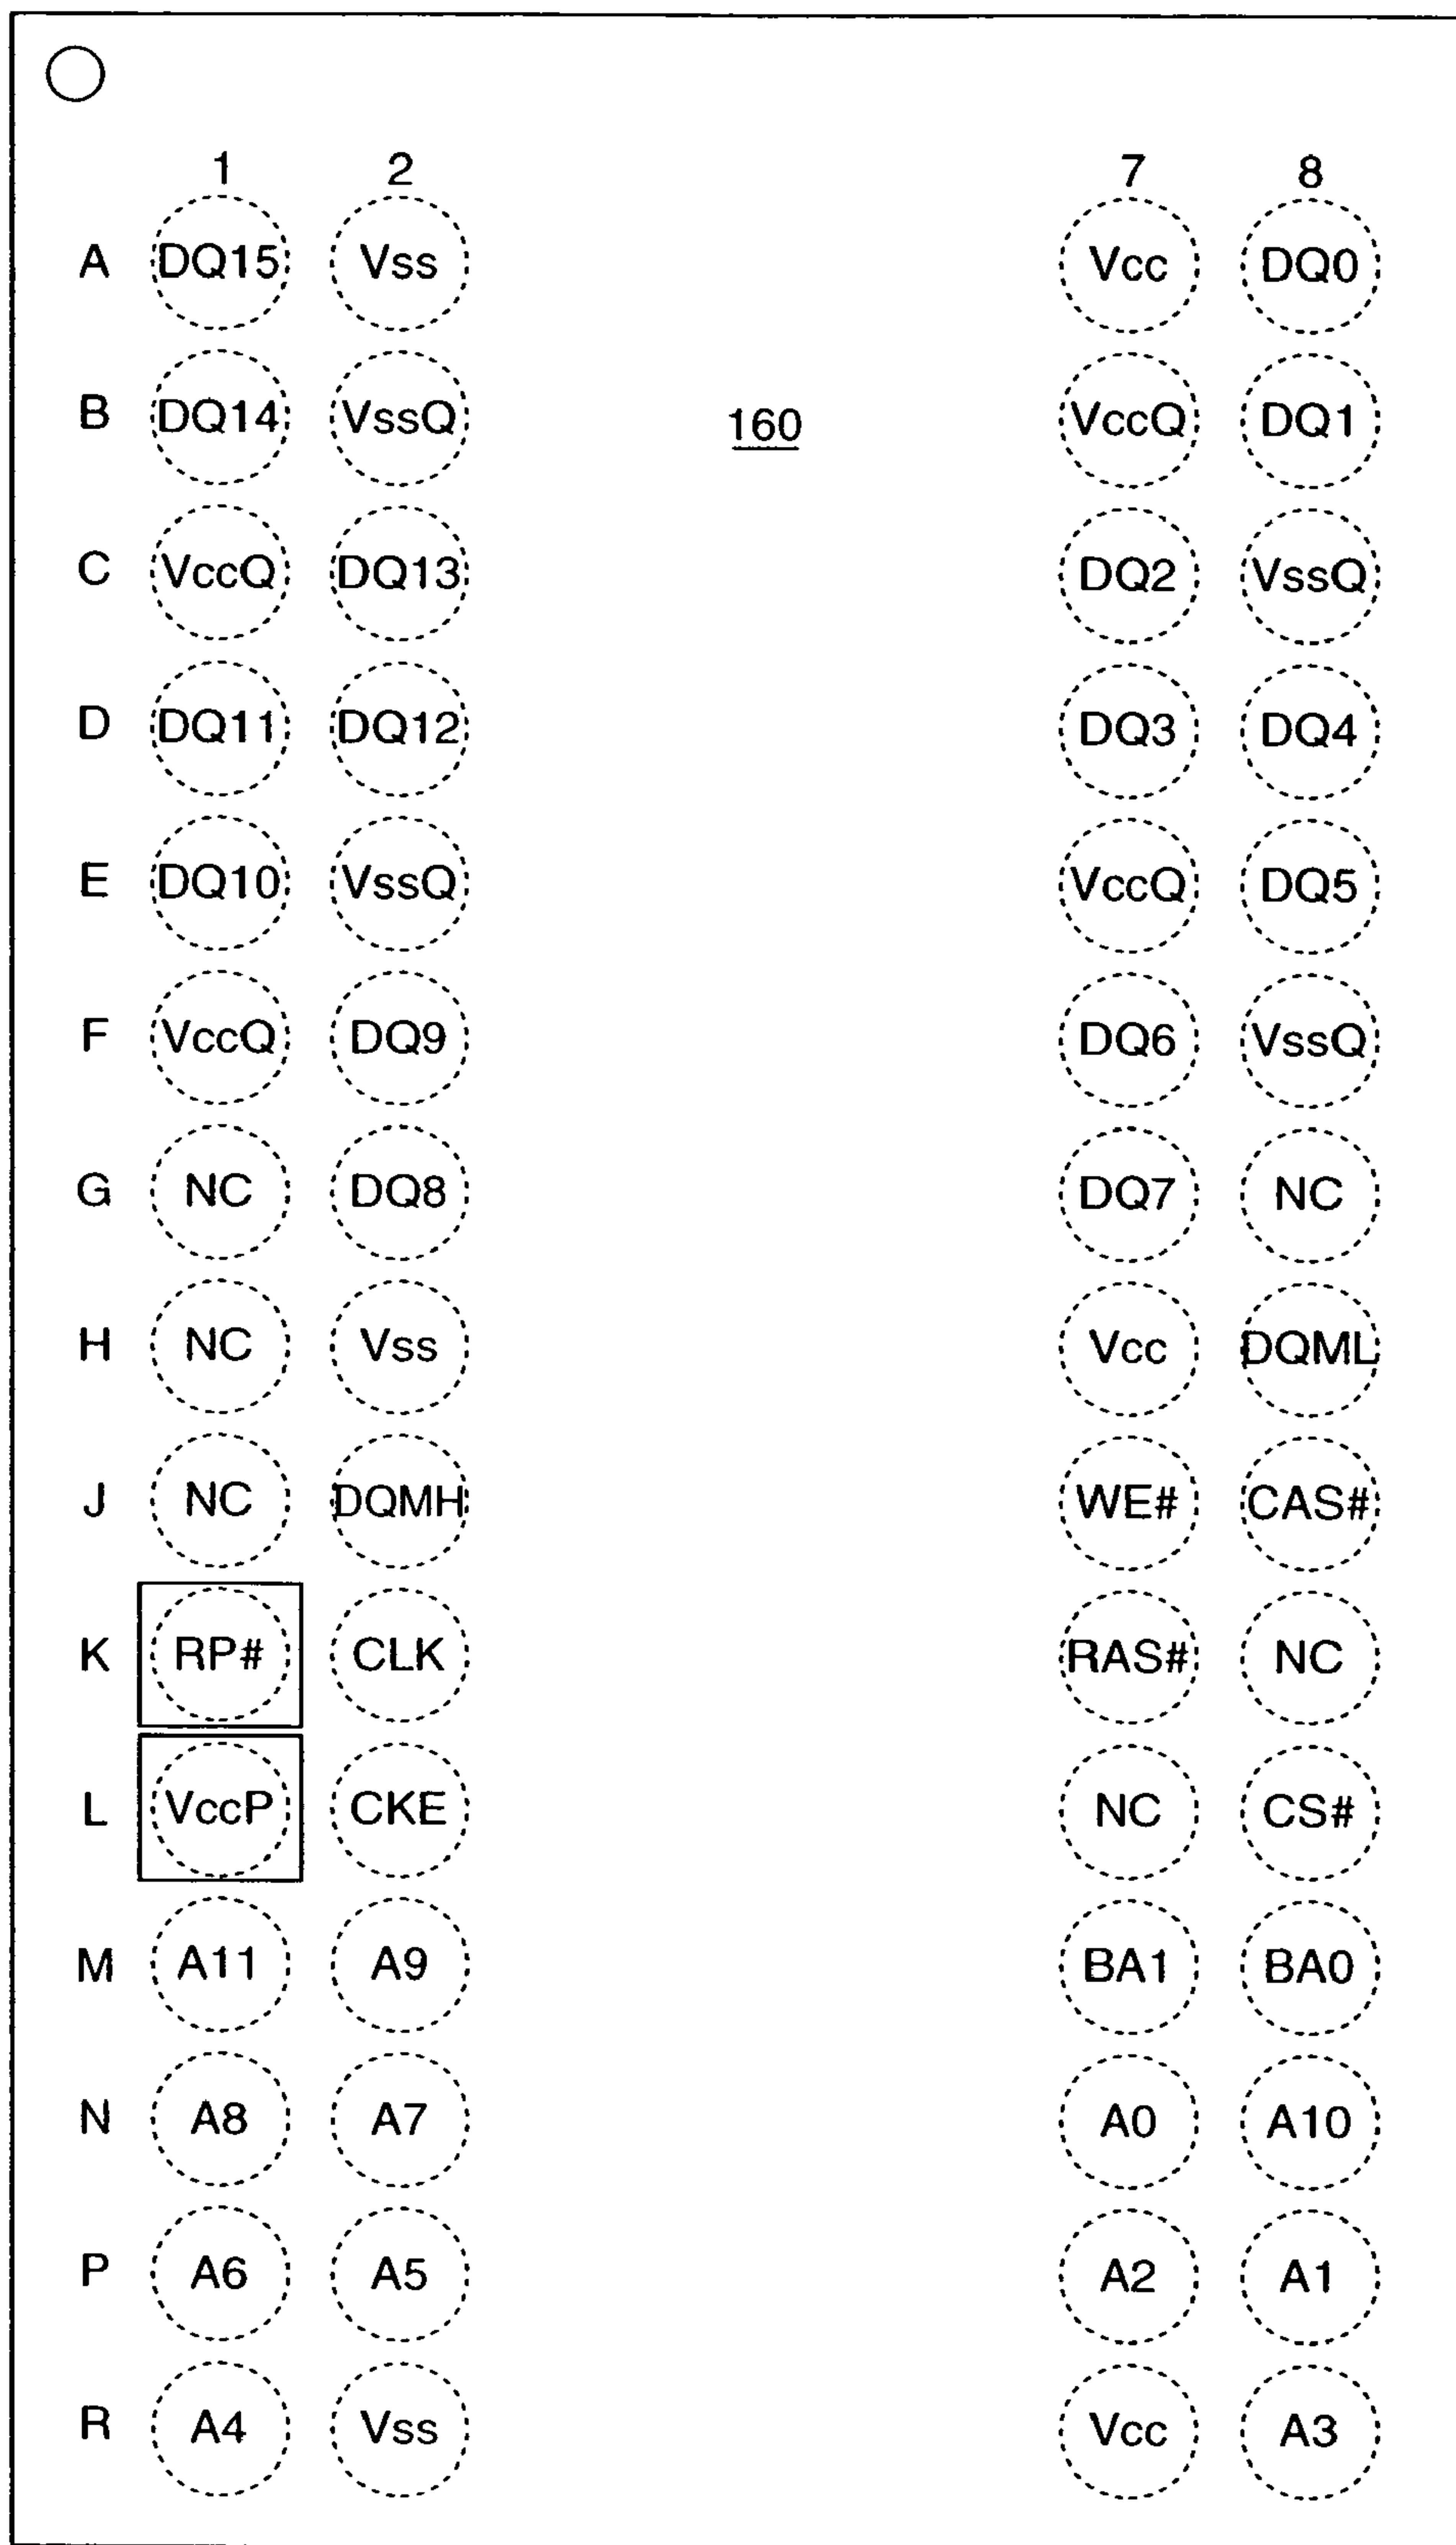 1 2 7 8
A DQ15 Vss Vcc DQ0
B DQ14 VssQ 160 VccQ DQ1
C VccQ DQ13 DQ2 VssQ
D DQ11 DQ12 DQ3 DQ4
E DQ10 VssQ VccQ DQ5
F VccQ DQ9 DQ6 VssQ
G NC DQ8 DQ7 NC
H NC Vss Vcc DQML
J NC DQMH WE# CAS#
K RP# CLK RAS# NC
L VccP CKE NC CS#
M A11 A9 BA1 BA0
N A8 A7 A0 A10
P A6 A5 A2 A1
R A4 Vss Vcc A3